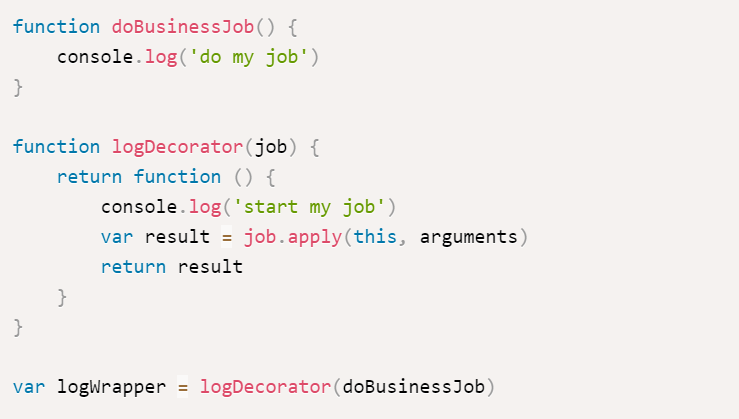 function doBusinessJob() {
    console.log('do my job')
}

function logDecorator(job) {
    return function () {
        console.log('start my job')
        var result = job.apply(this, arguments)
        return result
    }
}

var logWrapper = logDecorator(doBusinessJob)